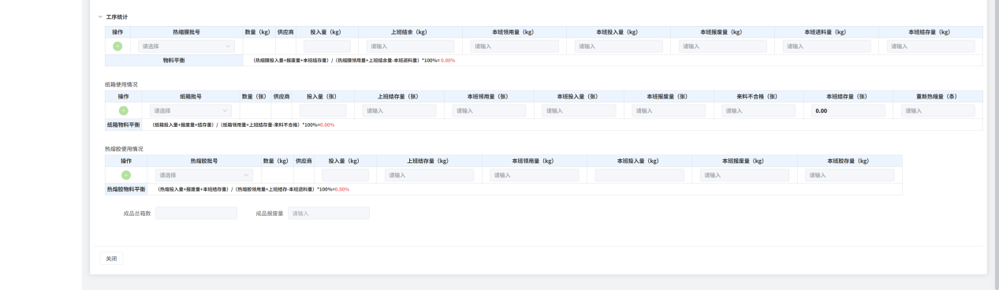 工序统计
操作 热缩膜批号 数量（kg） 供应商 投入量（kg） 上班结余（kg） 本班领用量（kg） 本班投入量（kg） 本班报废量（kg） 本班退料量（kg） 本班结存量（kg）
请选择 请输入 请输入 请输入 请输入 请输入 请输入
物料平衡 （热缩膜投入量+报废量+本班结存量）/（热缩膜领用量+上班结余量-本班退料量）*100%= 0.00%
纸箱使用情况
操作 纸箱批号 数量（张） 供应商 投入量（张） 上班结存量（张） 本班领用量（张） 本班投入量（张） 本班报废量（张） 来料不合格（张） 本班结存量（张） 重新热缩量（条）
请选择 请输入 请输入 请输入 请输入 请输入 0.00 请输入
纸箱物料平衡 （纸箱投入量+报废量+结存量）/（纸箱领用量+上班结存量-来料不合格）*100%=0.00%
热熔胶使用情况
操作 热熔胶批号 数量（kg） 供应商 投入量（kg） 上班结存量（kg） 本班领用量（kg） 本班投入量（kg） 本班报废量（kg） 本班胶存量（kg）
请选择 请输入 请输入 请输入 请输入
热熔胶物料平衡 （热熔投入量+报废量+本班结存量）/（热熔胶领用量+上班结存-本班退料量）*100%=0.00%
成品总箱数 成品报废量 请输入
关闭